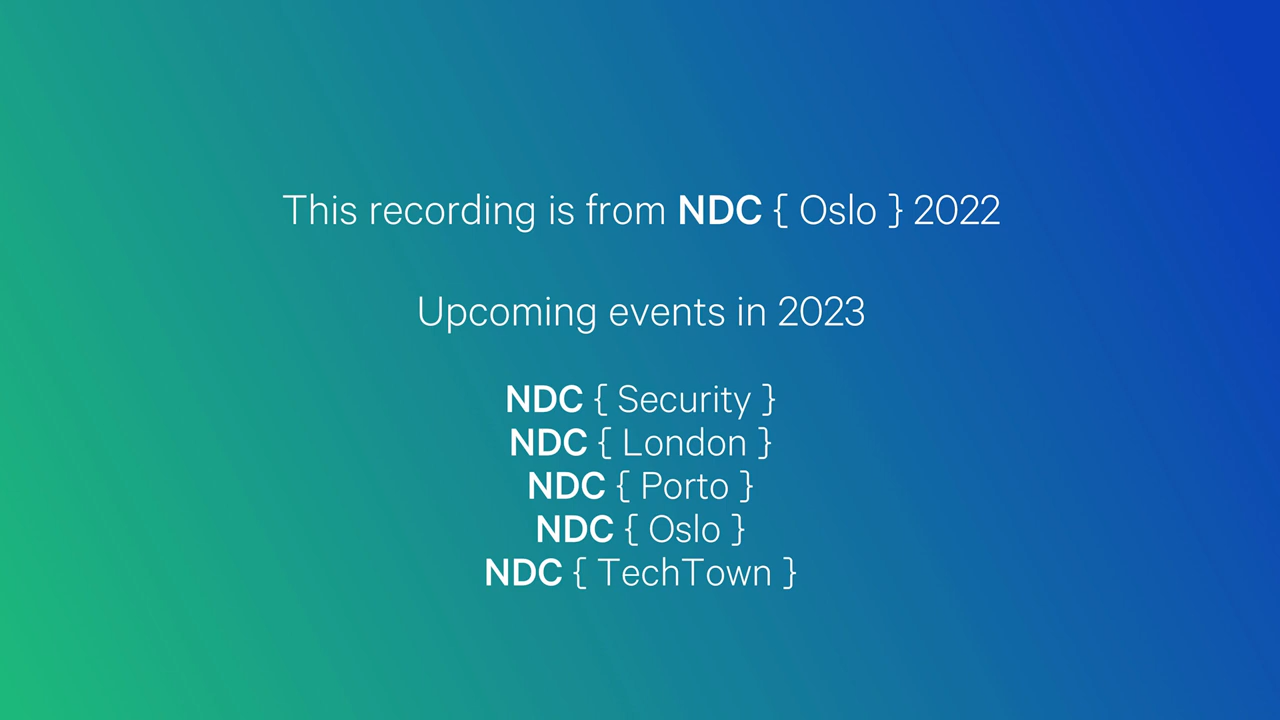 This recording is from NDC { Oslo } 2022
Upcoming events in 2023
NDC { Security }
NDC { London }
NDC { Porto }
NDC { Oslo }
NDC { TechTown }